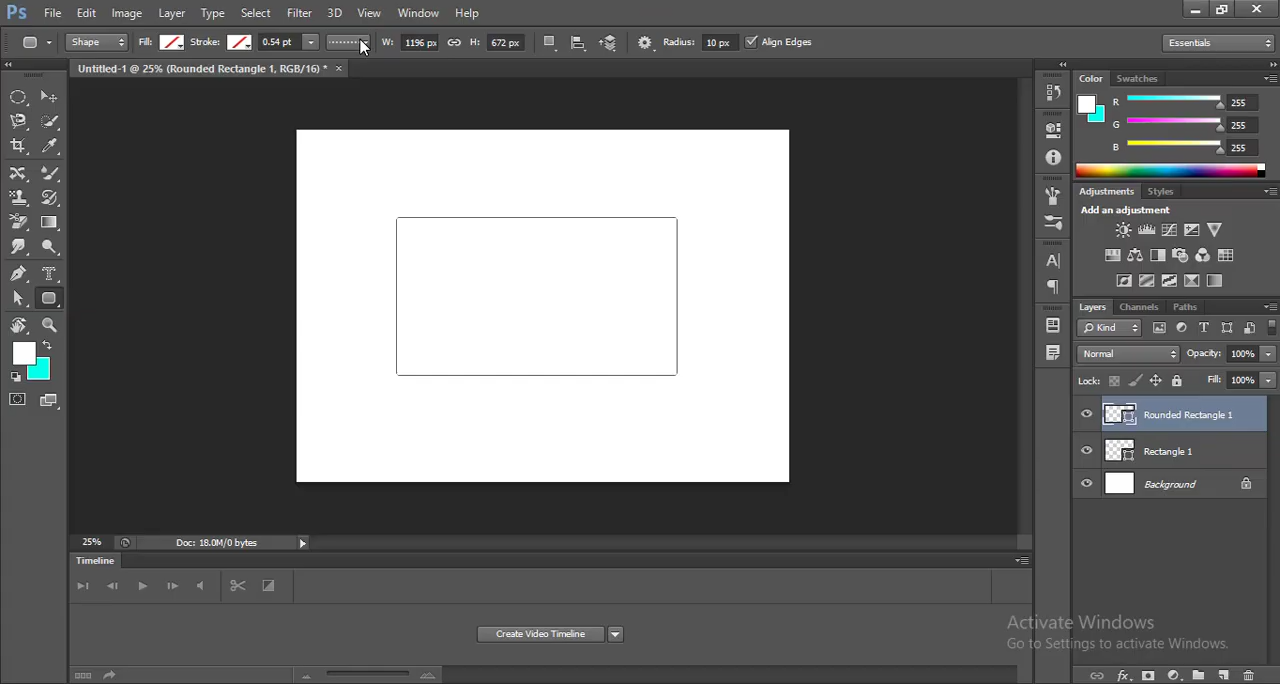 Ps File Edit Image Layer Type Select Filter 3D View Window Help
Shape Fill: Stroke: 0.54 pt W: 1196 px H: 672 px Radius: 10 px Align Edges Essentials
Untitled-1 @ 25% (Rounded Rectangle 1, RGB/16) * ×
Color Swatches
R 255
G 255
B 255
Adjustments Styles
Add an adjustment
Layers Channels Paths
Kind
Normal Opacity: 100%
Lock: Fill: 100%
Rounded Rectangle 1
Rectangle 1
Background
25% Doc: 18.0M/0 bytes
Timeline
Create Video Timeline
Activate Windows
Go to Settings to activate Windows.